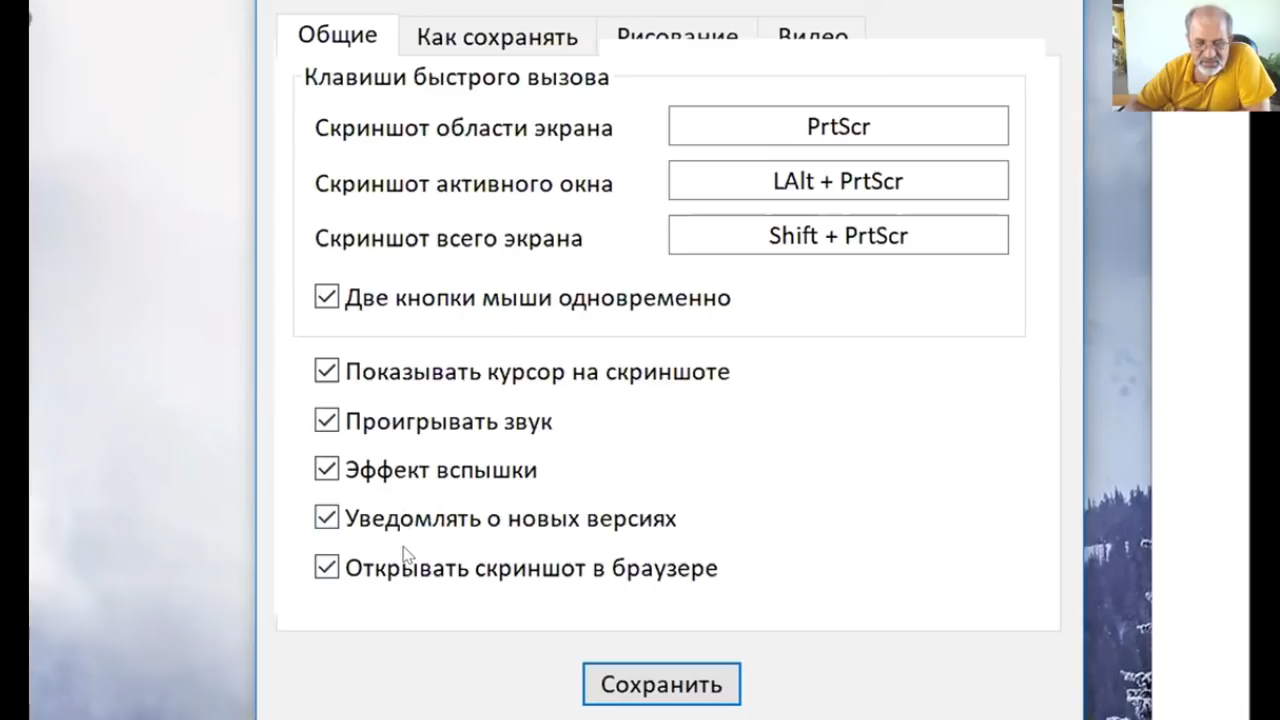 Общие
Как сохранять
Рисование
Видео
Клавиши быстрого вызова
Скриншот области экрана
PrtScr
Скриншот активного окна
LAlt + PrtScr
Скриншот всего экрана
Shift + PrtScr
Две кнопки мыши одновременно
Показывать курсор на скриншоте
Проигрывать звук
Эффект вспышки
Уведомлять о новых версиях
Открывать скриншот в браузере
Сохранить